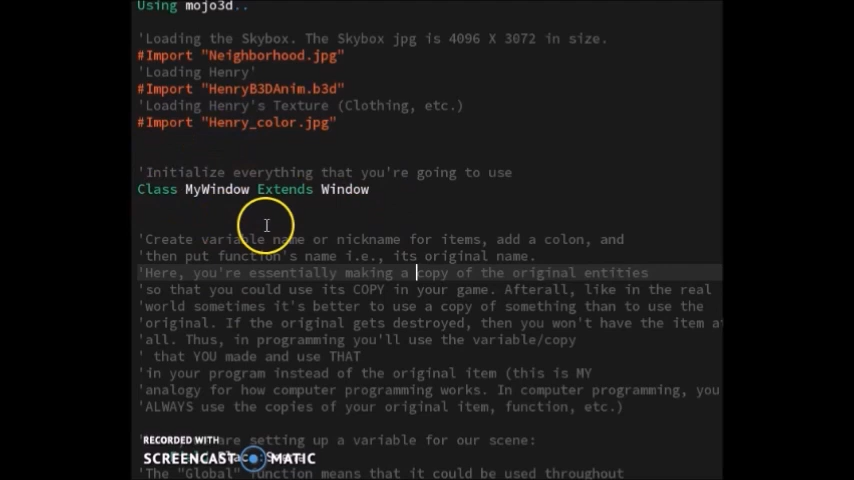 Using mojo3d..
'Loading the Skybox. The Skybox jpg is 4096 X 3072 in size.
#Import "Neighborhood.jpg"
'Loading Henry'
#Import "HenryB3DAnim.b3d"
'Loading Henry's Texture (Clothing, etc.)
#Import "Henry_color.jpg"
'Initialize everything that you're going to use
Class MyWindow Extends Window
'Create variable name or nickname for items, add a colon, and
'then put function's name i.e., its original name.
'Here, you're essentially making a copy of the original entities
'so that you could use its COPY in your game. Afterall, like in the real
'world sometimes it's better to use a copy of something than to use the
'original. If the original gets destroyed, then you won't have the item at
'all. Thus, in programming you'll use the variable/copy
' that YOU made and use THAT
'in your program instead of the original item (this is MY
'analogy for how computer programming works. In computer programming, you
'ALWAYS use the copies of your original item, function, etc.)
are setting up a variable for our scene:
RECORDED WITH
SCREENCAST MATIC
'The "Global" function means that it could be used throughout